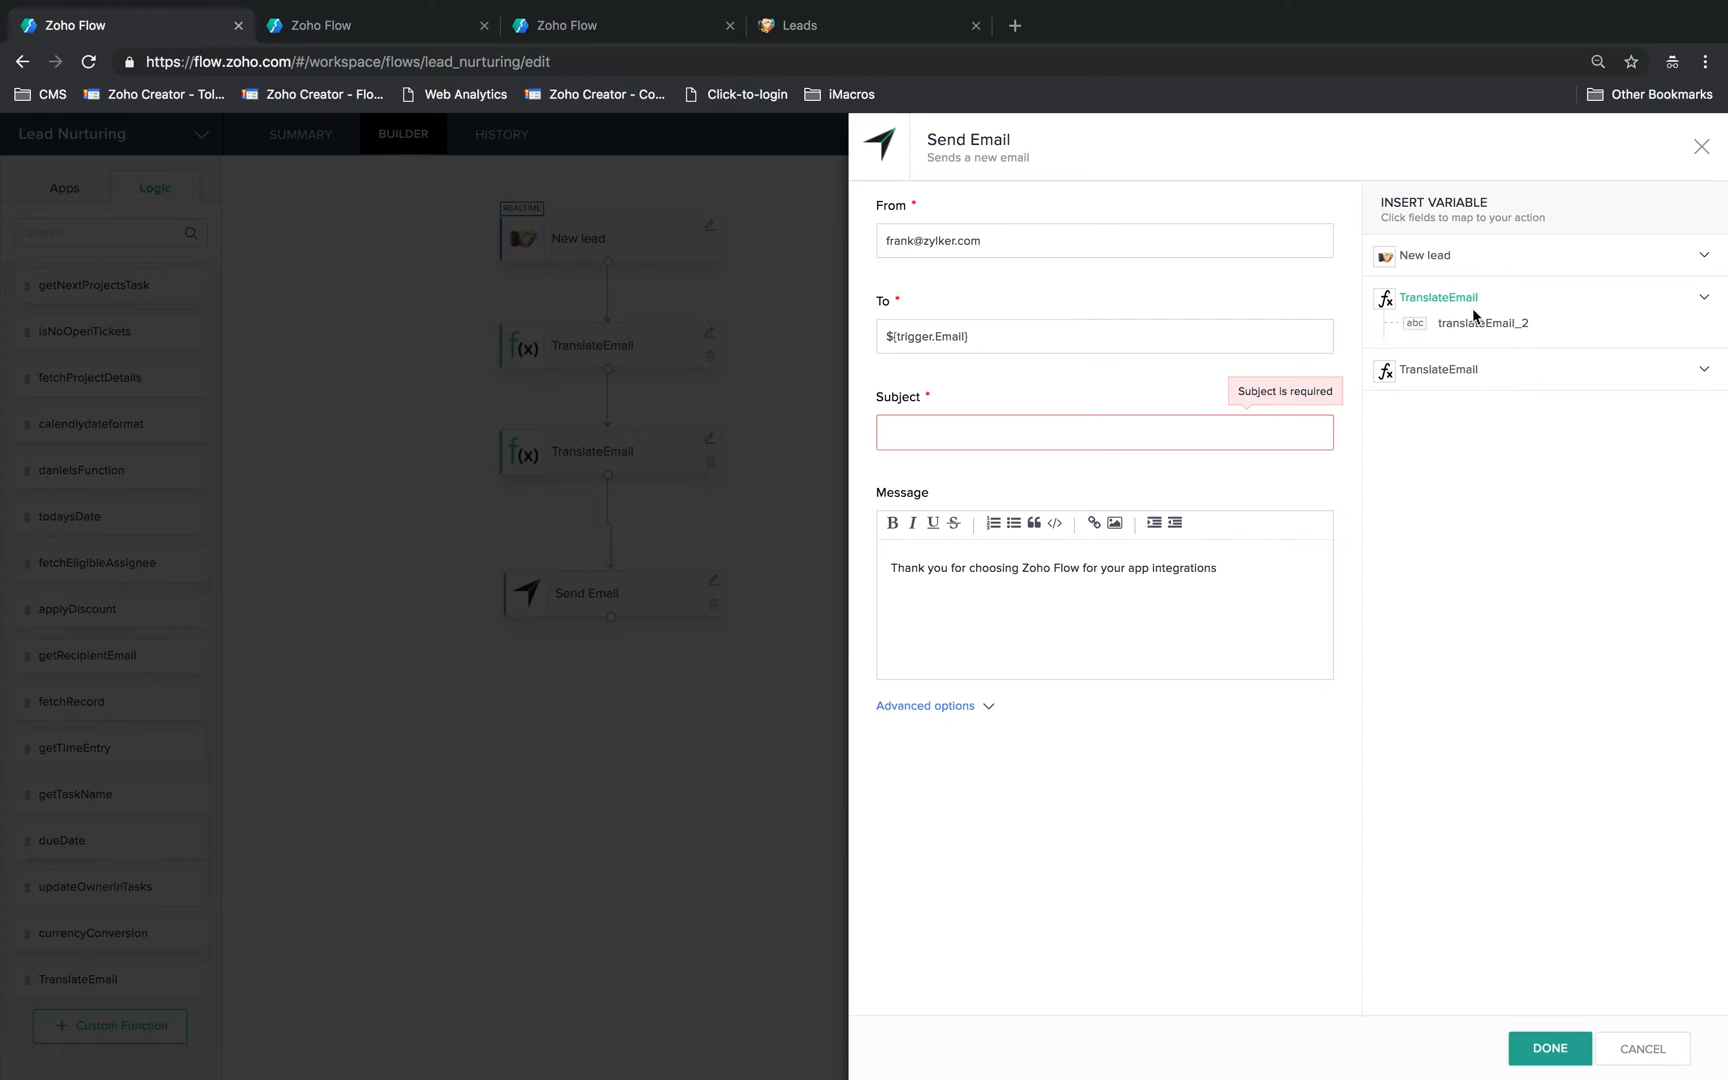 Zoho Flow
Zoho Flow
Zoho Flow
Leads
https://flow.zoho.com/#/workspace/flows/lead_nurturing/edit
CMS
Zoho Creator - Tol...
Zoho Creator - Flo...
Web Analytics
Zoho Creator - Co...
Click-to-login
iMacros
Other Bookmarks
Lead Nurturing
SUMMARY
BUILDER
HISTORY
Apps
Logic
Search
getNextProjectsTask
isNoOpenTickets
fetchProjectDetails
calendlydateformat
danielsFunction
todaysDate
fetchEligibleAssignee
applyDiscount
getRecipientEmail
fetchRecord
getTimeEntry
getTaskName
dueDate
updateOwnerInTasks
currencyConversion
TranslateEmail
+ Custom Function
REALTIME
New lead
f(x) TranslateEmail
f(x) TranslateEmail
Send Email
Send Email
Sends a new email
From *
frank@zylker.com
To *
${trigger.Email}
Subject *
Subject is required
Message
B I U S
Thank you for choosing Zoho Flow for your app integrations
Advanced options
INSERT VARIABLE
Click fields to map to your action
New lead
fx TranslateEmail
abc translateEmail_2
fx TranslateEmail
DONE
CANCEL